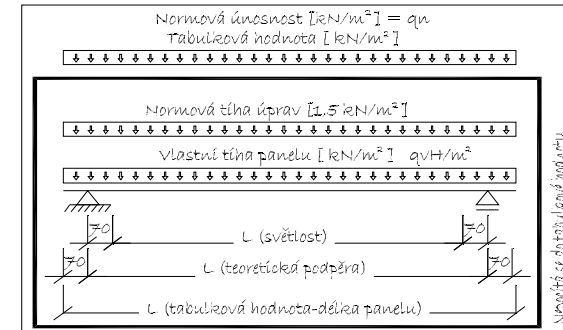 Normová únosnost [kN/m²] = qn
Tabulková hodnota [ kN/m²]
Normová tíha úprav [1,5 kN/m²]
Vlastní tíha panelu [ kN/m²] qvH/m²
70
70
L (světlost)
70
70
L (teoretická podpěra)
L (tabulková hodnota-délka panelu)